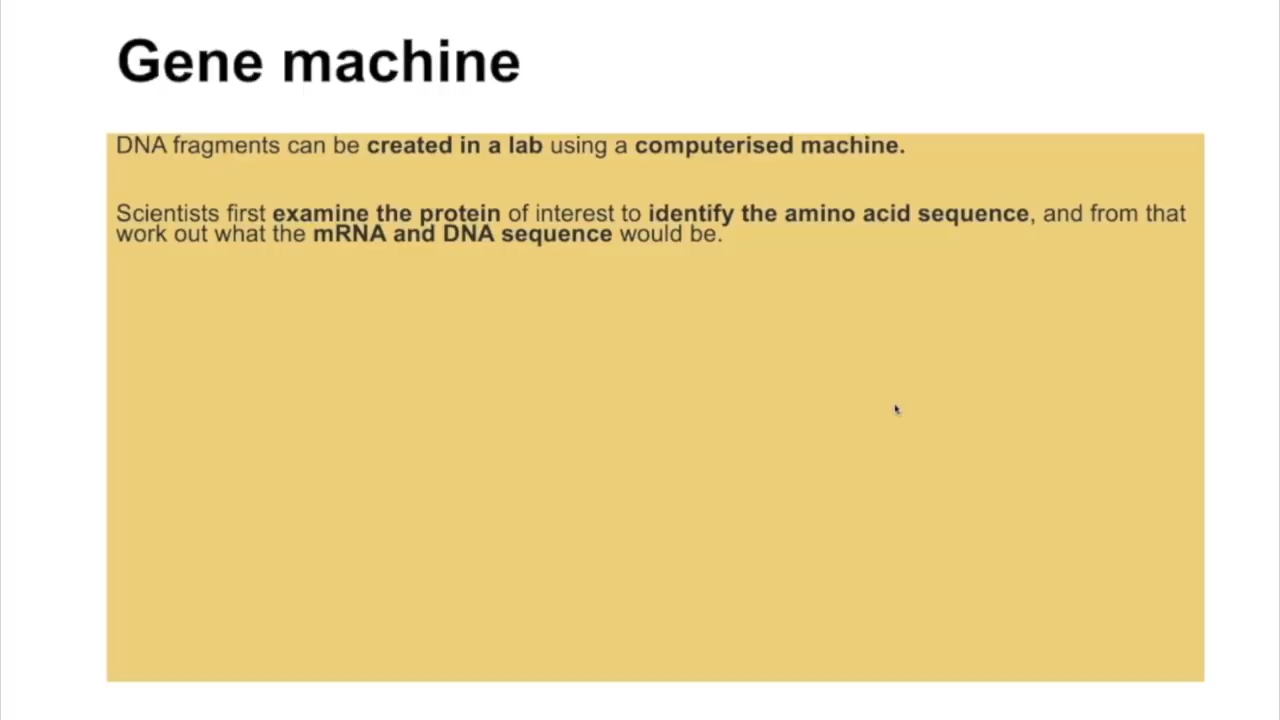 Gene machine
DNA fragments can be created in a lab using a computerised machine.
Scientists first examine the protein of interest to identify the amino acid sequence, and from that
work out what the mRNA and DNA sequence would be.